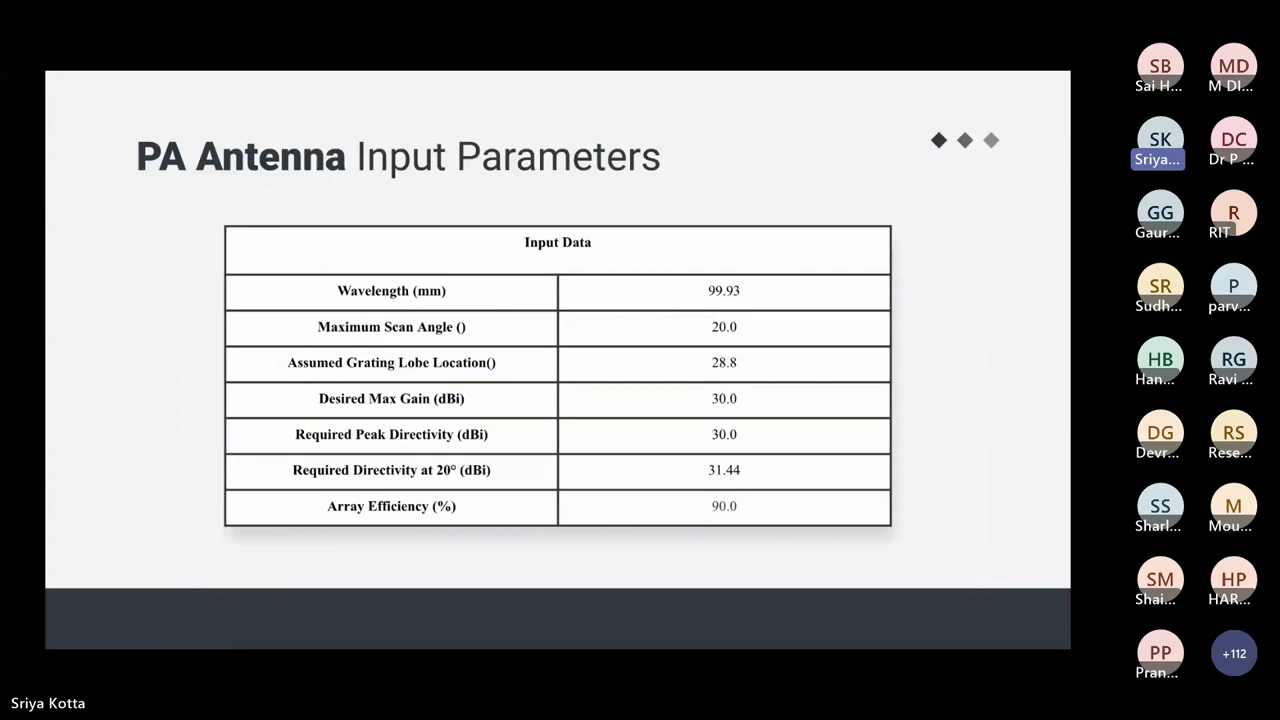 PA Antenna Input Parameters
Input Data
Wavelength (mm) 99.93
Maximum Scan Angle () 20.0
Assumed Grating Lobe Location() 28.8
Desired Max Gain (dBi) 30.0
Required Peak Directivity (dBi) 30.0
Required Directivity at 20° (dBi) 31.44
Array Efficiency (%) 90.0
SB MD
Sai H... M DI...
SK DC
Sriya... Dr P ...
GG R
Gaur... RIT
SR P
Sudh... parv...
HB RG
Han... Ravi ...
DG RS
Devr... Rese...
SS M
Sharl... Mou...
SM HP
Shai... HAR...
PP +112
Pran...
Sriya Kotta